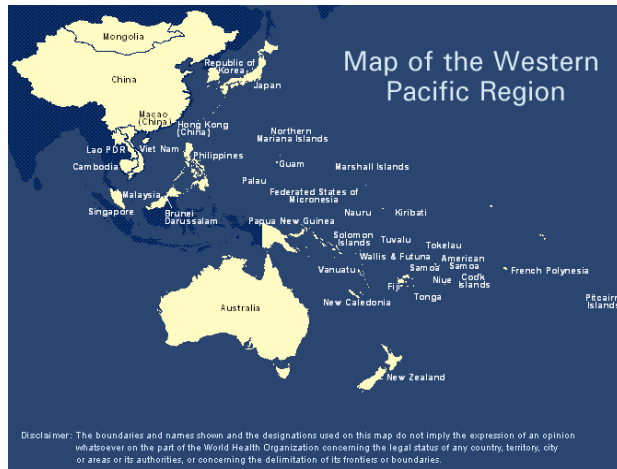 Map of the Western
Pacific Region
Mongolia
Republic of
Korea
China
Japan
Macao
(China)
Hong Kong
(China)
Northern
Mariana Islands
Lao PDR
Viet Nam
Philippines
Cambodia
Guam
Marshall Islands
Palau
Malaysia
Federated States of
Micronesia
Singapore
Brunei
Darussalam
Nauru
Kiribati
Papua New Guinea
Solomon
Islands
Tuvalu
Tokelau
Wallis & Futuna
American
Samoa
Vanuatu
Samoa
French Polynesia
Fiji
Niue
Cook
Islands
New Caledonia
Tonga
Pitcairn
Islands
Australia
New Zealand
Disclaimer: The boundaries and names shown and the designations used on this map do not imply the expression of an opinion
whatsoever on the part of the World Health Organization concerning the legal status of any country, territory, city
or areas or its authorities, or concerning the delimitation of its frontiers or boundaries.